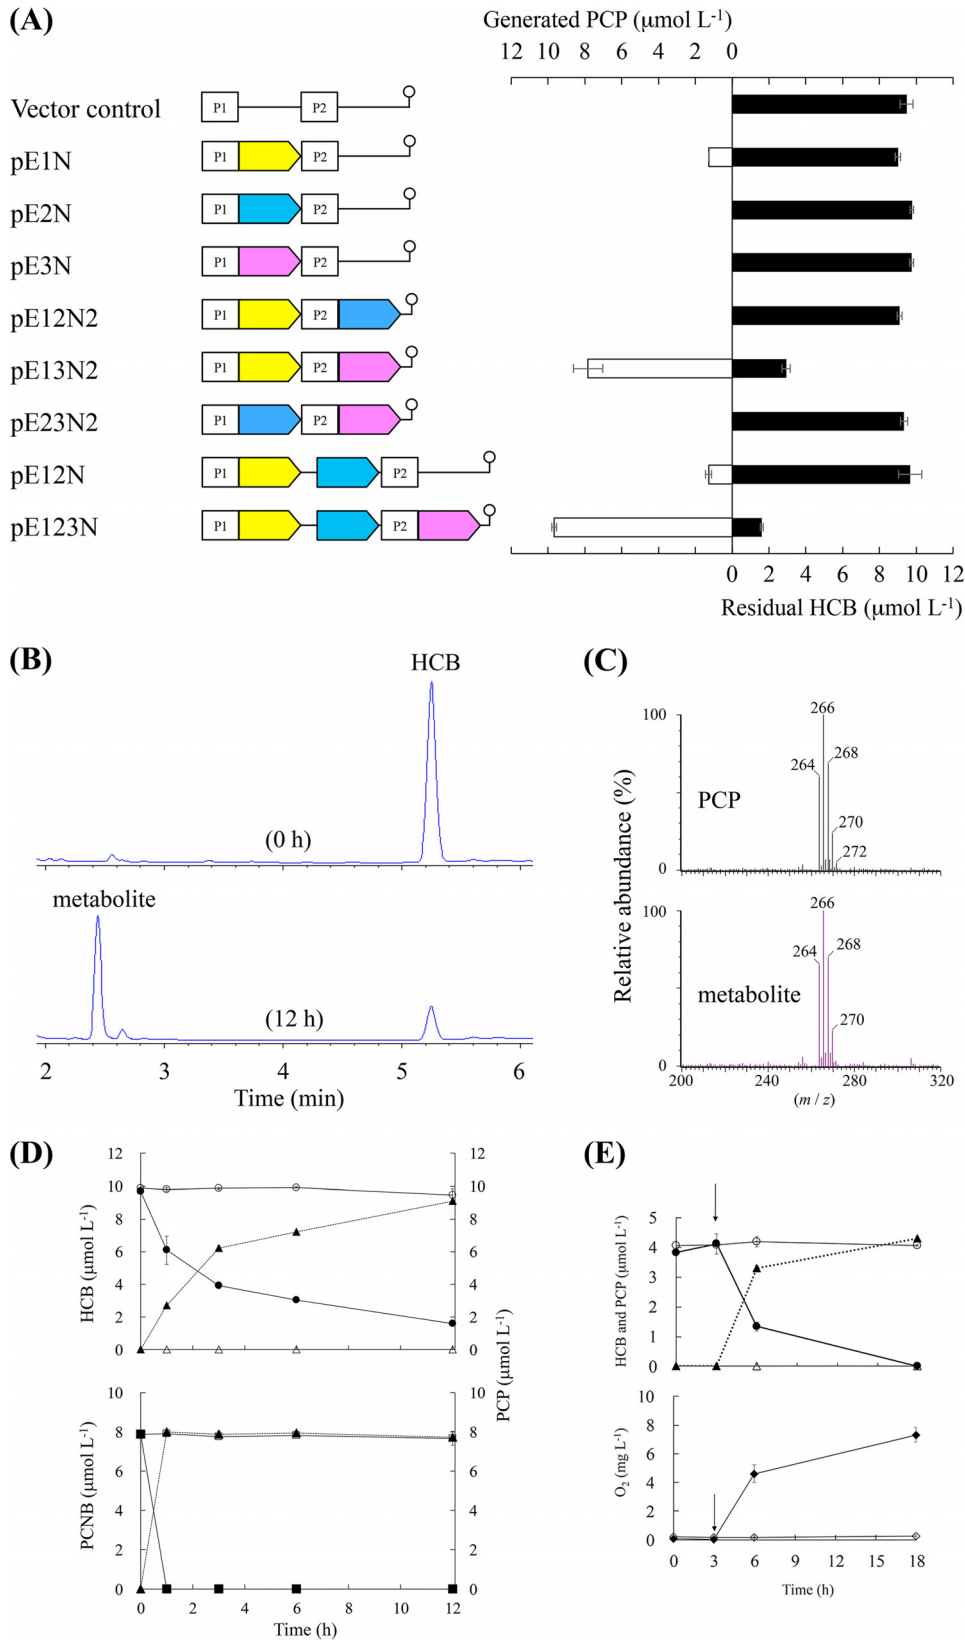 (A)
Generated PCP (μmol L-1)
12 10 8 6 4 2 0
Vector control P1 P2
pE1N P1 P2
pE2N P1 P2
pE3N P1 P2
pE12N2 P1 P2
pE13N2 P1 P2
pE23N2 P1 P2
pE12N P1 P2
pE123N P1 P2
0 2 4 6 8 10 12
Residual HCB (μmol L-1)
(B)
HCB
(0 h)
metabolite
(12 h)
2 3 4 5 6
Time (min)
(C)
Relative abundance (%)
100
266
264 268
PCP
270
272
0
100
266
264 268
metabolite
270
0
200 240 280 320
(m / z)
(D)
HCB (μmol L-1)
12 12
10 10
8 8
6 6
4 4
2 2
0 0
PCP (μmol L-1)
PCNB (μmol L-1)
10 10
8 8
6 6
4 4
2 2
0 0
0 2 4 6 8 10 12
Time (h)
(E)
HCB and PCP (μmol L-1)
5
4
3
2
1
0
O2 (mg L-1)
10
8
6
4
2
0
0 3 6 9 12 15 18
Time (h)